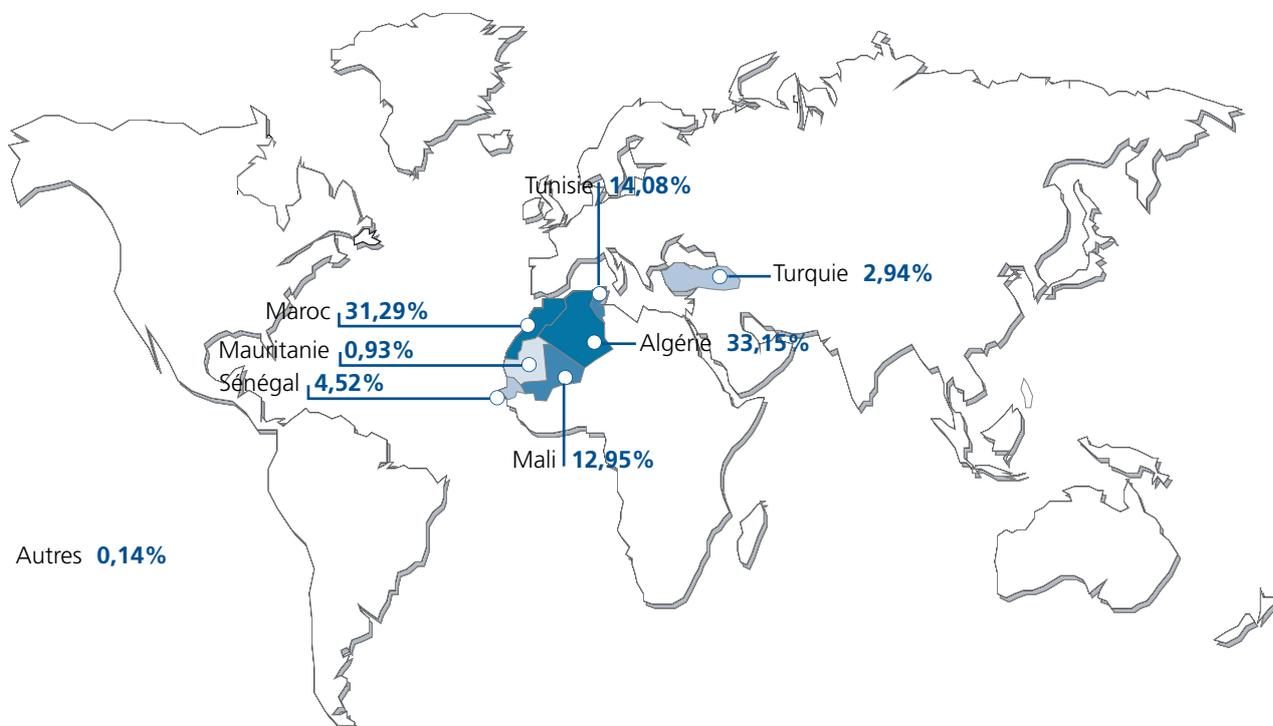 Tunisie 14,08%
Turquie 2,94%
Maroc 31,29%
Algérie 33,15%
Mauritanie 0,93%
Sénégal 4,52%
Mali 12,95%
Autres 0,14%